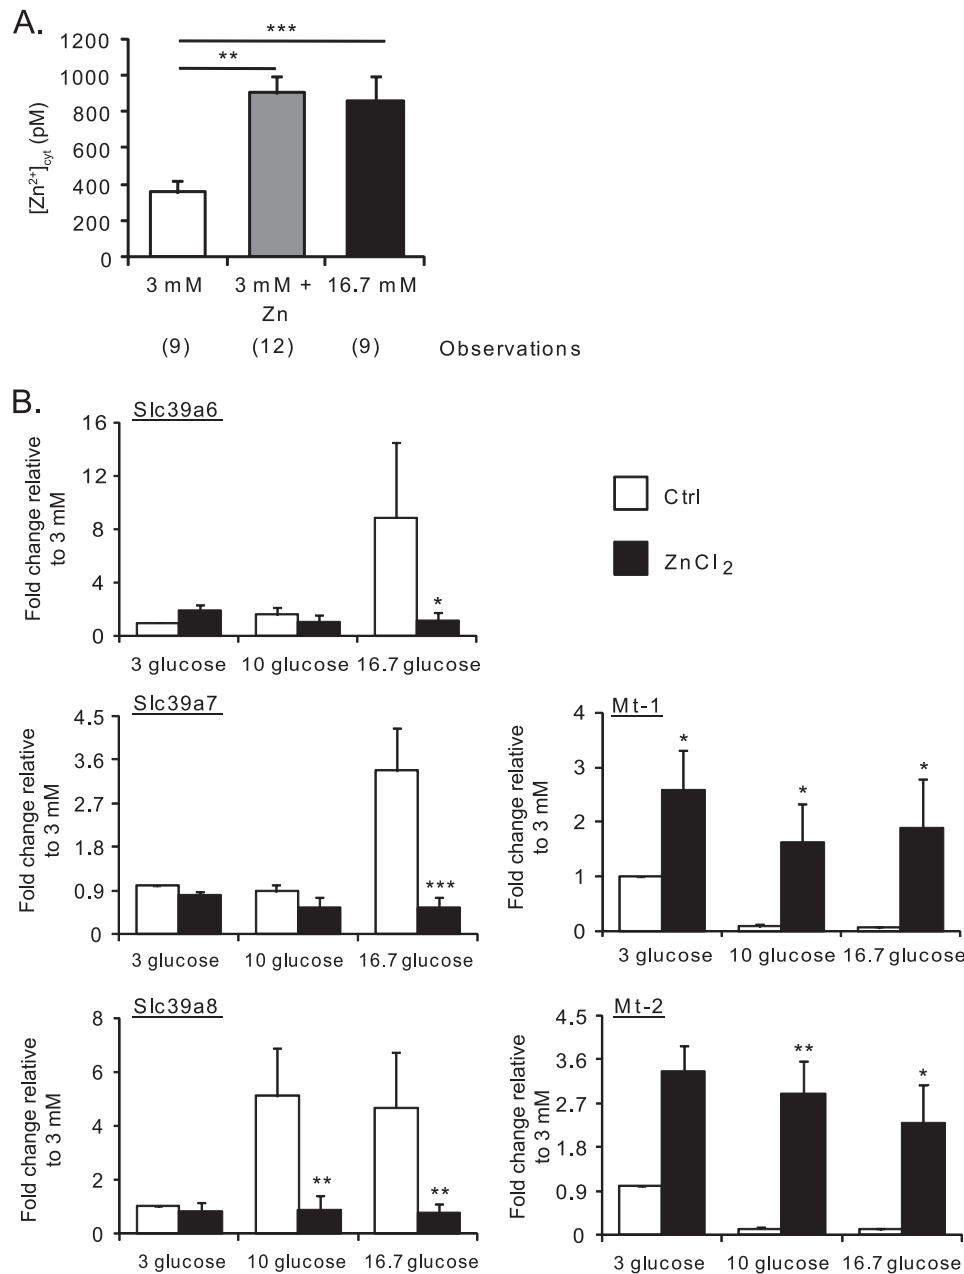 A.
***
**
1200
1000
800
600
400
200
0
[Zn²⁺]cyt (pM)
3 mM
3 mM + Zn
16.7 mM
(9) (12) (9) Observations
B.
Slc39a6
16
12
8
4
0
Fold change relative
to 3 mM
*
3 glucose 10 glucose 16.7 glucose
Ctrl
ZnCl₂
Slc39a7
4.5
3.6
2.7
1.8
0.9
0
Fold change relative
to 3 mM
***
3 glucose 10 glucose 16.7 glucose
Mt-1
4
3
2
1
0
Fold change relative
to 3 mM
* * *
3 glucose 10 glucose 16.7 glucose
Slc39a8
8
6
4
2
0
Fold change relative
to 3 mM
** **
3 glucose 10 glucose 16.7 glucose
Mt-2
4.5
3.6
2.7
1.8
0.9
0
Fold change relative
to 3 mM
** *
3 glucose 10 glucose 16.7 glucose